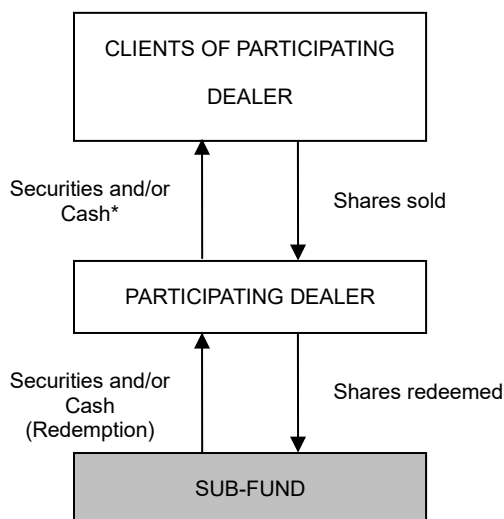 CLIENTS OF PARTICIPATING
DEALER
Securities and/or
Cash*
Shares sold
PARTICIPATING DEALER
Securities and/or
Cash
(Redemption)
Shares redeemed
SUB-FUND